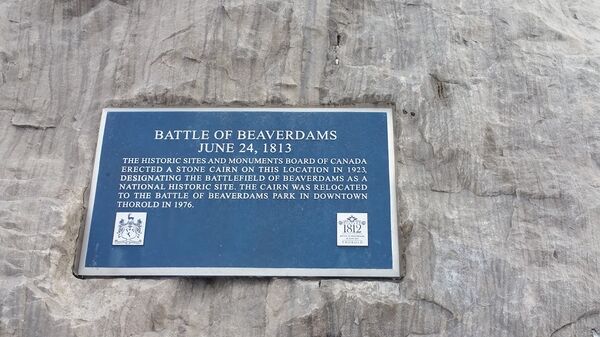 BATTLE OF BEAVERDAMS
JUNE 24, 1813
THE HISTORIC SITES AND MONUMENTS BOARD OF CANADA
ERECTED A STONE CAIRN ON THIS LOCATION IN 1923,
DESIGNATING THE BATTLEFIELD OF BEAVERDAMS AS A
NATIONAL HISTORIC SITE. THE CAIRN WAS RELOCATED
TO THE BATTLE OF BEAVERDAMS PARK IN DOWNTOWN
THOROLD IN 1976.
1812
THOROLD